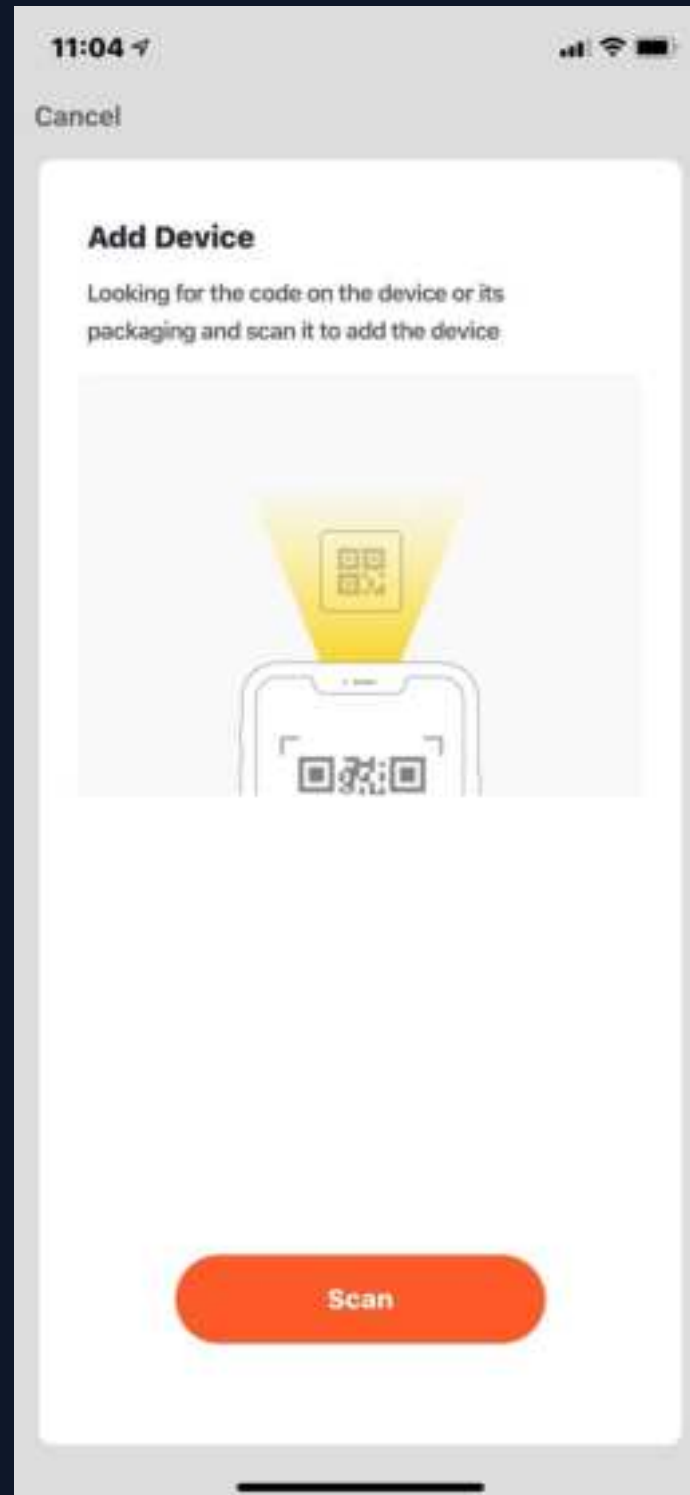 11:04
Cancel
Add Device
Looking for the code on the device or its
packaging and scan it to add the device
Scan